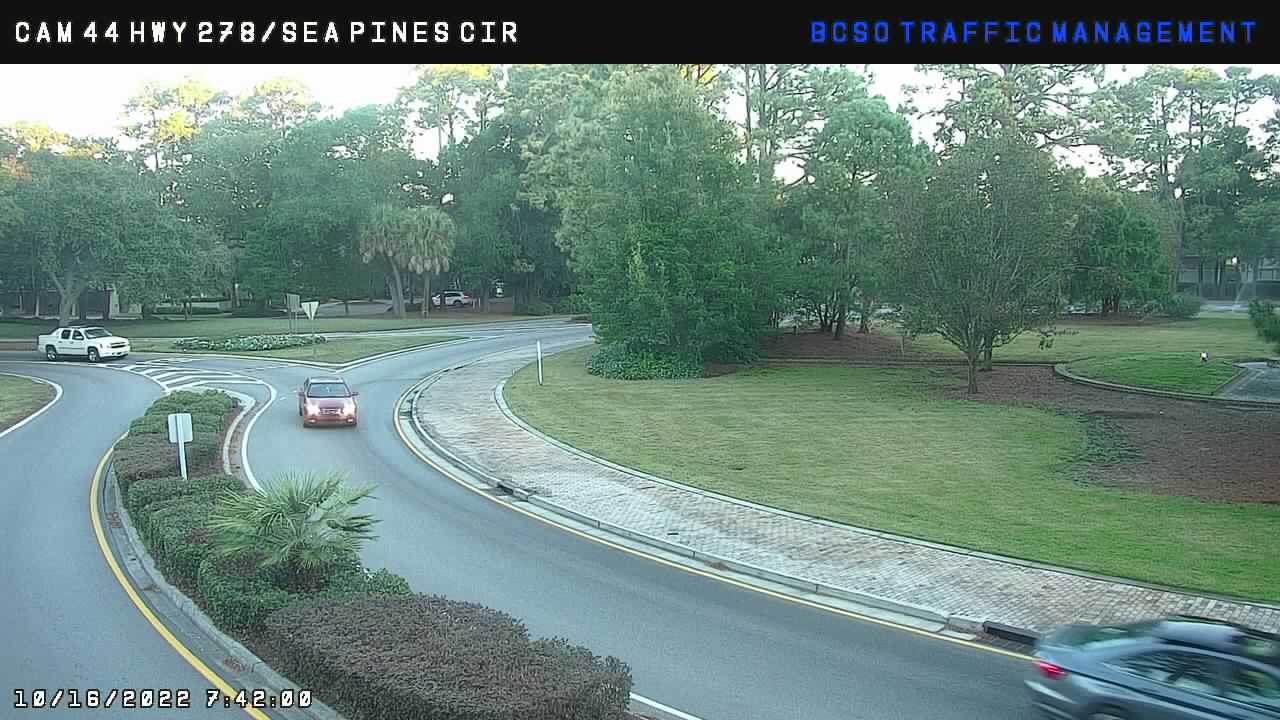 CAM 44 HWY 278/SEA PINES CIR
BCSO TRAFFIC MANAGEMENT
10/16/2022 7:42:00